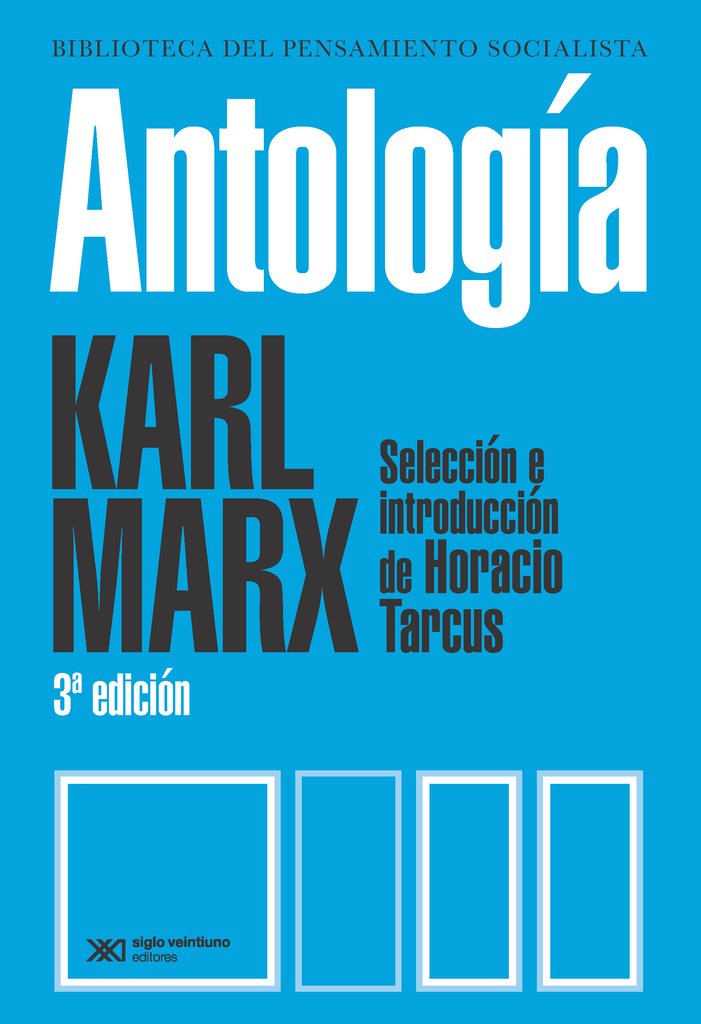 BIBLIOTECA DEL PENSAMIENTO SOCIALISTA
Antología
KARL
MARX
Selección e
introducción
de Horacio
Tarcus
3ª edición
siglo veintiuno
editores